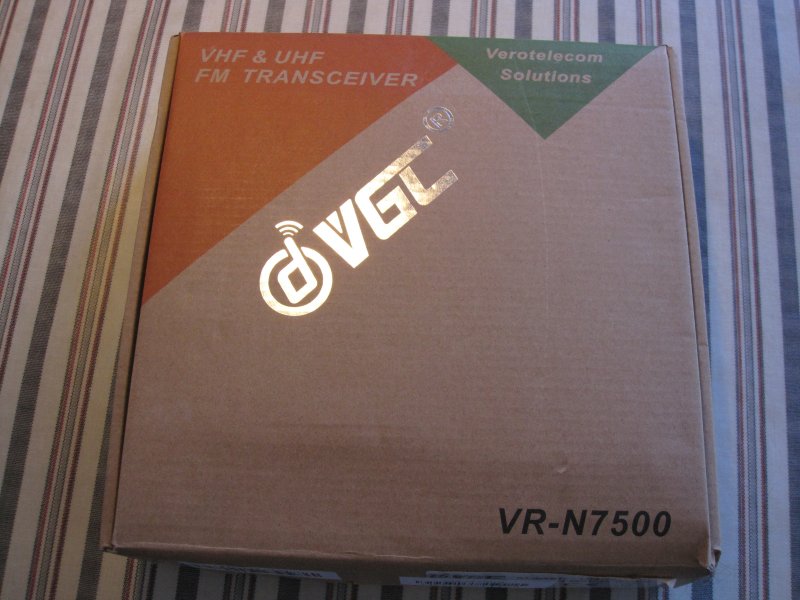 VHF & UHF
FM TRANSCEIVER
Verotelecom
Solutions
VGC ®
VR-N7500